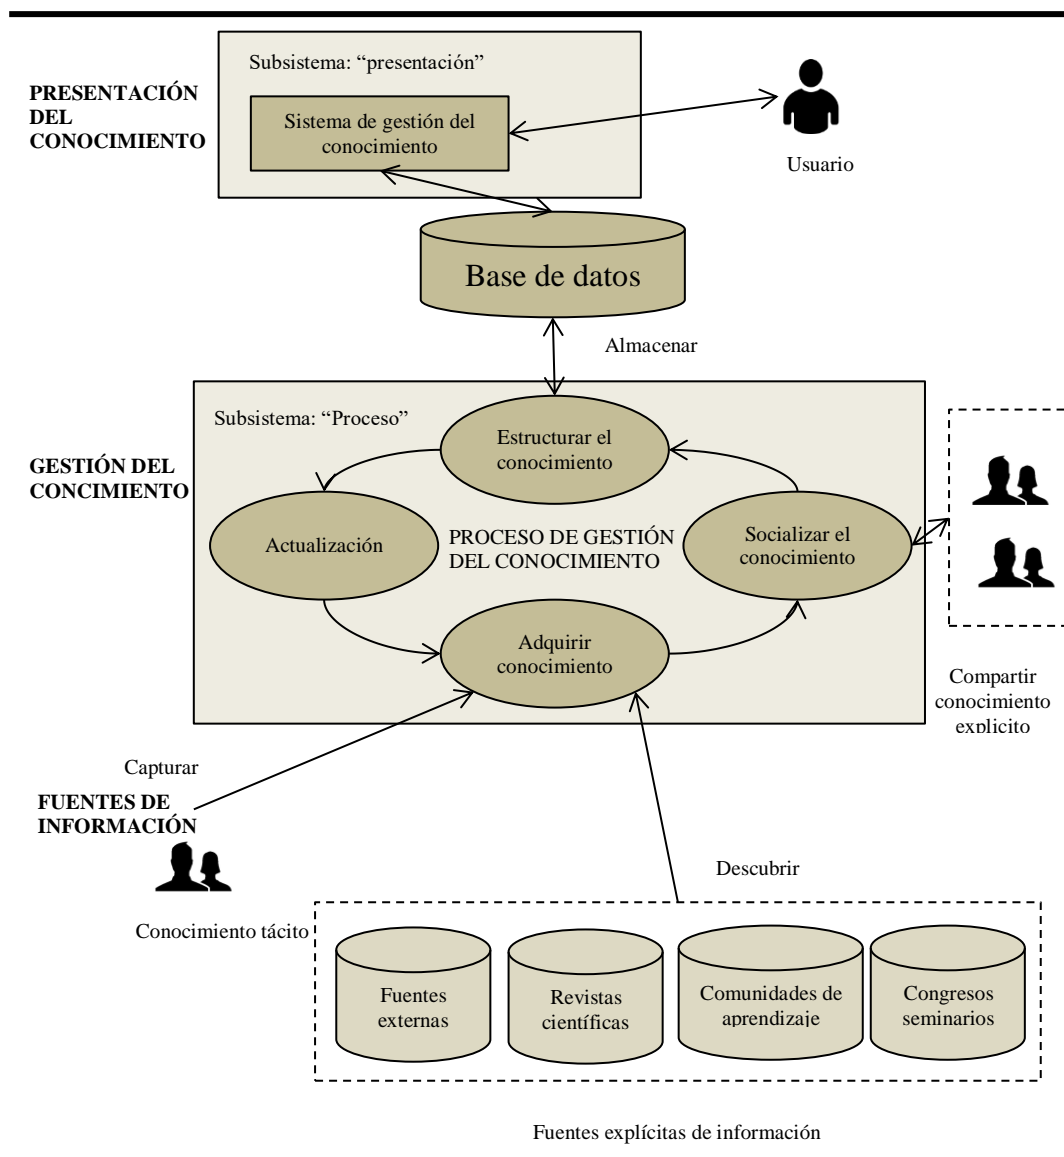 Subsistema: “presentación”
PRESENTACIÓN
DEL
CONOCIMIENTO
Sistema de gestión del
conocimiento
Usuario
Base de datos
Almacenar
Subsistema: “Proceso”
Estructurar el
conocimiento
GESTIÓN DEL
CONCIMIENTO
Actualización
PROCESO DE GESTIÓN
DEL CONOCIMIENTO
Socializar el
conocimiento
Adquirir
conocimiento
Compartir
conocimiento
explicito
Capturar
FUENTES DE
INFORMACIÓN
Descubrir
Conocimiento tácito
Fuentes
externas
Revistas
científicas
Comunidades de
aprendizaje
Congresos
seminarios
Fuentes explícitas de información